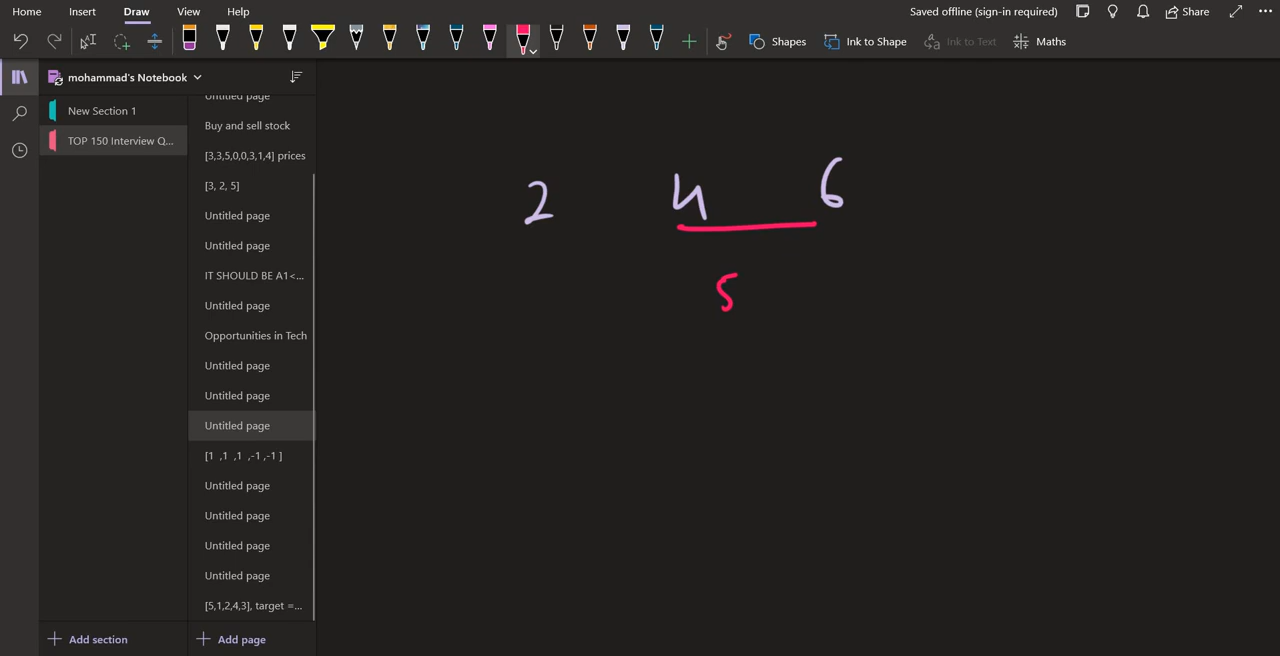 Home Insert Draw View Help Saved offline (sign-in required) Share
Shapes Ink to Shape Ink to Text Maths
mohammad's Notebook
New Section 1
TOP 150 Interview Q...
Untitled page
Buy and sell stock
[3,3,5,0,0,3,1,4] prices
[3, 2, 5]
Untitled page
Untitled page
IT SHOULD BE A1<...
Untitled page
Opportunities in Tech
Untitled page
Untitled page
Untitled page
[1 ,1 ,1 ,-1 ,-1 ]
Untitled page
Untitled page
Untitled page
Untitled page
[5,1,2,4,3], target =...
Add section
Add page
2 4 6
5